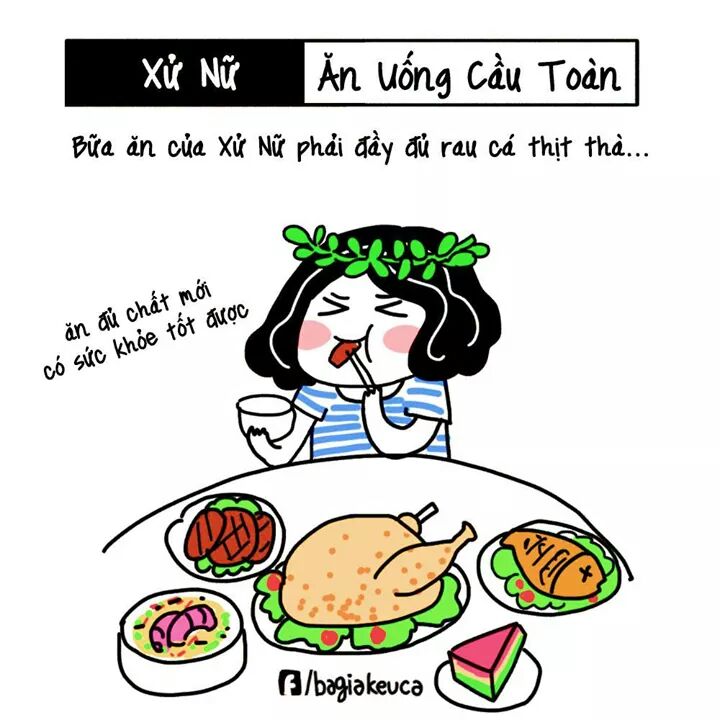 Xử Nữ Ăn Uống Cầu Toàn
Bữa ăn của Xử Nữ phải đầy đủ rau cá thịt thà...
ăn đủ chất mới
có sức khỏe tốt được
f/bagiakeuca